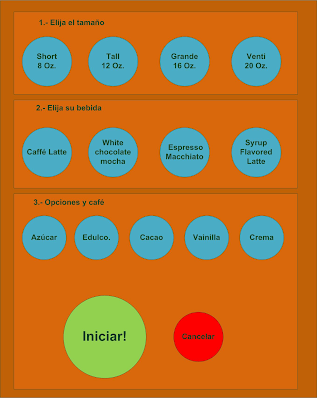 1.- Elija el tamaño
Short
8 Oz.
Tall
12 Oz.
Grande
16 Oz.
Venti
20 Oz.
2.- Elija su bebida
Caffé Latte
White
chocolate
mocha
Espresso
Macchiato
Syrup
Flavored
Latte
3.- Opciones y café
Azúcar
Edulco.
Cacao
Vainilla
Crema
Iniciar!
Cancelar